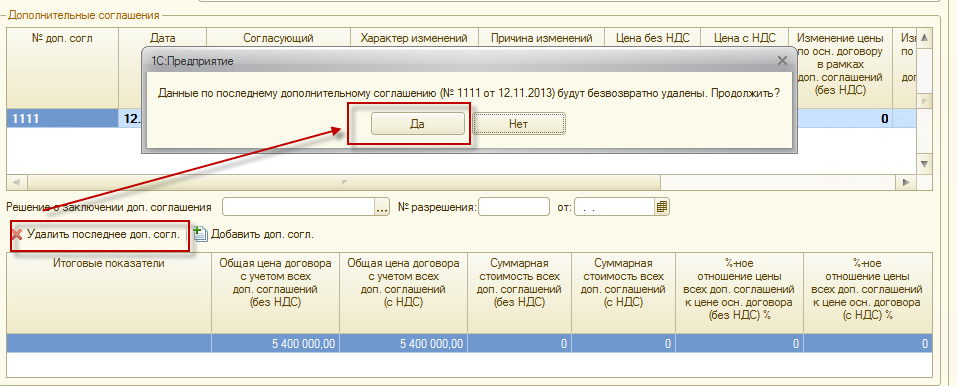 Дополнительные соглашения
№ доп. согл
Дата
Согласующий
Характер изменений
Причина изменений
Цена без НДС
Цена с НДС
Изменение цены
по осн. договору
в рамках
доп. соглашений
(без НДС)
1С:Предприятие
Данные по последнему дополнительному соглашению (№ 1111 от 12.11.2013) будут безвозвратно удалены. Продолжить?
Да
Нет
1111
12.
0
Решение о заключении доп. соглашения
...
№ разрешения:
от:
. .
Удалить последнее доп. согл.
Добавить доп. согл.
Итоговые показатели
Общая цена договора
с учетом всех
доп. соглашений
(без НДС)
Общая цена договора
с учетом всех
доп. соглашений
(с НДС)
Суммарная
стоимость всех
доп. соглашений
(без НДС)
Суммарная
стоимость всех
доп. соглашений
(с НДС)
%-ное
отношение цены
всех доп. соглашений
к цене осн. договора
(без НДС) %
%-ное
отношение цены
всех доп. соглашений
к цене осн. договора
(с НДС) %
5 400 000,00
5 400 000,00
0
0
0
0